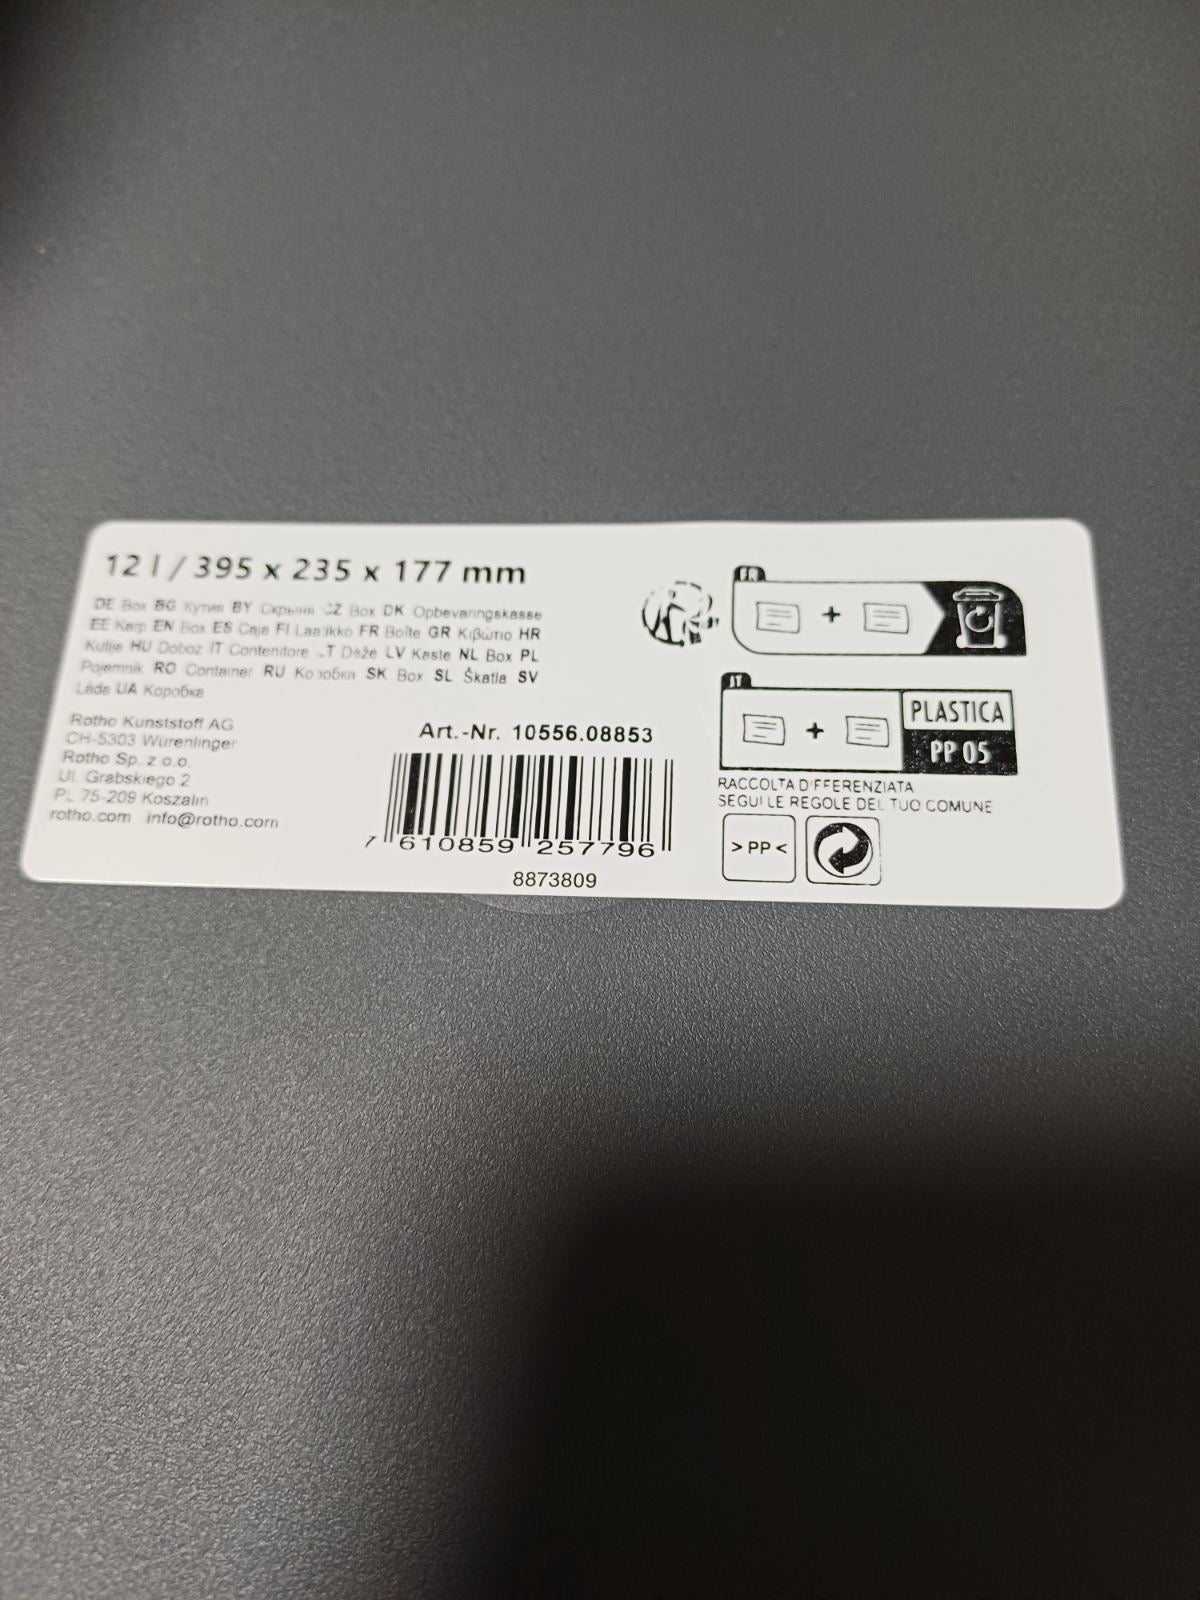 12 l / 395 x 235 x 177 mm
DE Box BG Кутия BY Скрыня CZ Box DK Opbevaringskasse
EE Karp EN Box ES Caja FI Laatikko FR Boîte GR Κιβώτιο HR
Kutija HU Doboz IT Contenitore LT Dėžė LV Kaste NL Box PL
Pojemnik RO Container RU Коробка SK Box SL Škatla SV
Låda UA Коробка
Rotho Kunststoff AG
CH-5303 Würenlingen
Rotho Sp. z o.o.
Ul. Grabskiego 2
PL 75-209 Koszalin
rotho.com info@rotho.com
Art.-Nr. 10556.08853
7 610859 257796
8873809
FR
IT
PLASTICA
PP 05
RACCOLTA DIFFERENZIATA
SEGUI LE REGOLE DEL TUO COMUNE
> PP <